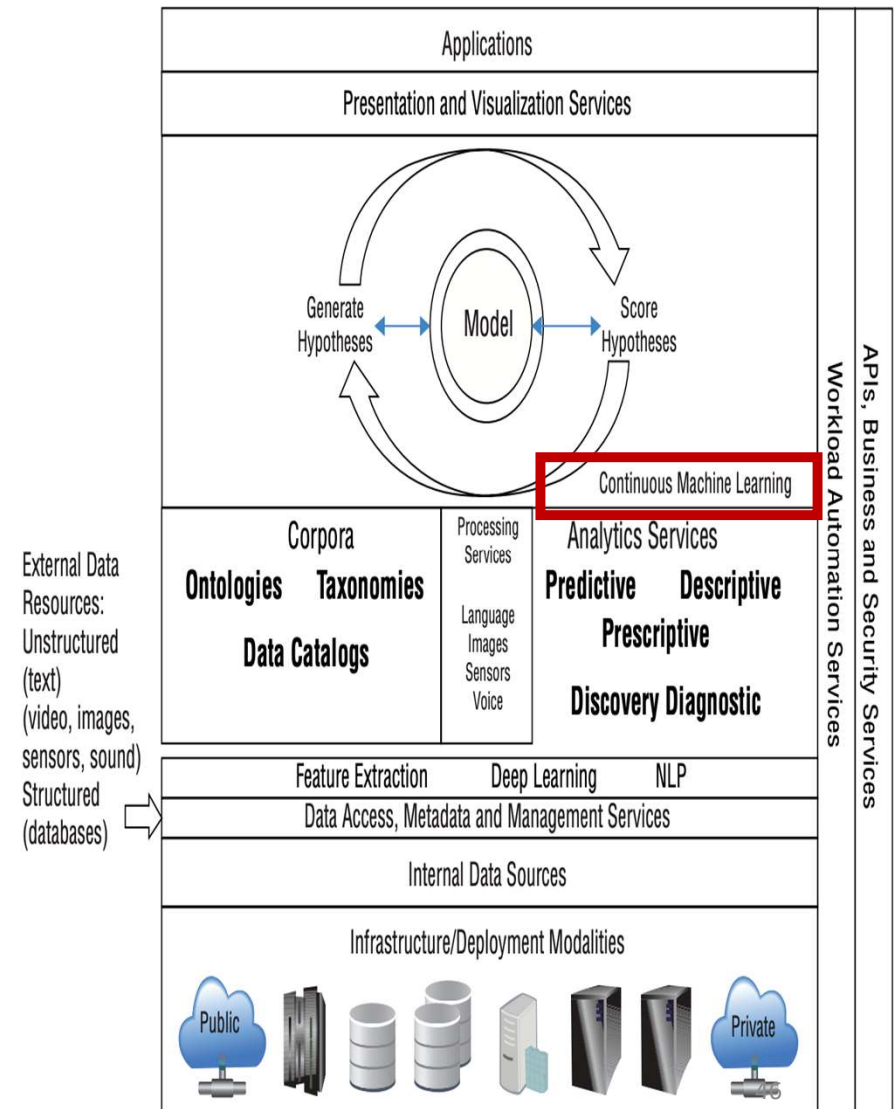 Applications
Presentation and Visualization Services
Generate
Hypotheses
Model
Score
Hypotheses
Continuous Machine Learning
Corpora
Ontologies Taxonomies
Data Catalogs
Processing
Services
Language
Images
Sensors
Voice
Analytics Services
Predictive Descriptive
Prescriptive
Discovery Diagnostic
External Data
Resources:
Unstructured
(text)
(video, images,
sensors, sound)
Structured
(databases)
Feature Extraction Deep Learning NLP
Data Access, Metadata and Management Services
Internal Data Sources
Infrastructure/Deployment Modalities
Public
Private
Workload Automation Services
APIs, Business and Security Services